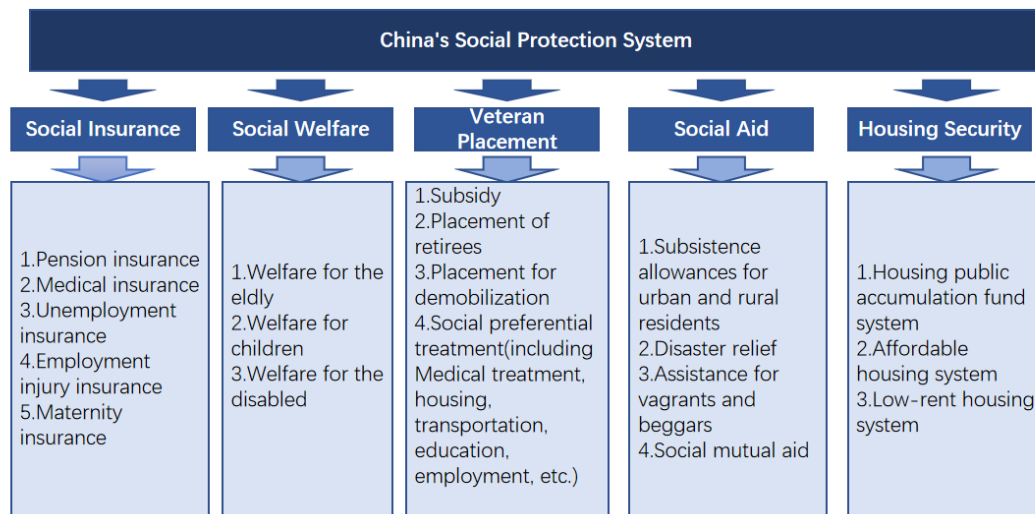 China's Social Protection System
Social Insurance
Social Welfare
Veteran
Placement
Social Aid
Housing Security
1.Pension insurance
2.Medical insurance
3.Unemployment
insurance
4.Employment
injury insurance
5.Maternity
insurance
1.Welfare for the
eldly
2.Welfare for
children
3.Welfare for the
disabled
1.Subsidy
2.Placement of
retirees
3.Placement for
demobilization
4.Social preferential
treatment(including
Medical treatment,
housing,
transportation,
education,
employment, etc.)
1.Subsistence
allowances for
urban and rural
residents
2.Disaster relief
3.Assistance for
vagrants and
beggars
4.Social mutual aid
1.Housing public
accumulation fund
system
2.Affordable
housing system
3.Low-rent housing
system